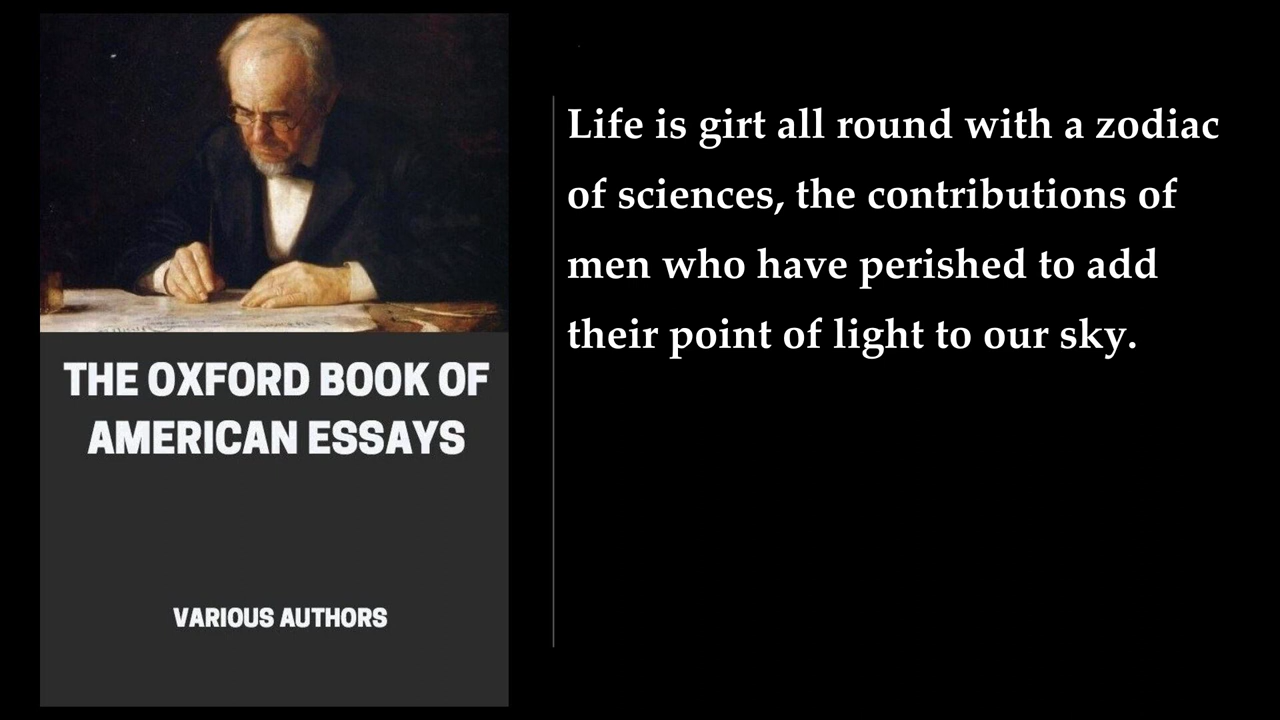 THE OXFORD BOOK OF
AMERICAN ESSAYS
VARIOUS AUTHORS
Life is girt all round with a zodiac
of sciences, the contributions of
men who have perished to add
their point of light to our sky.